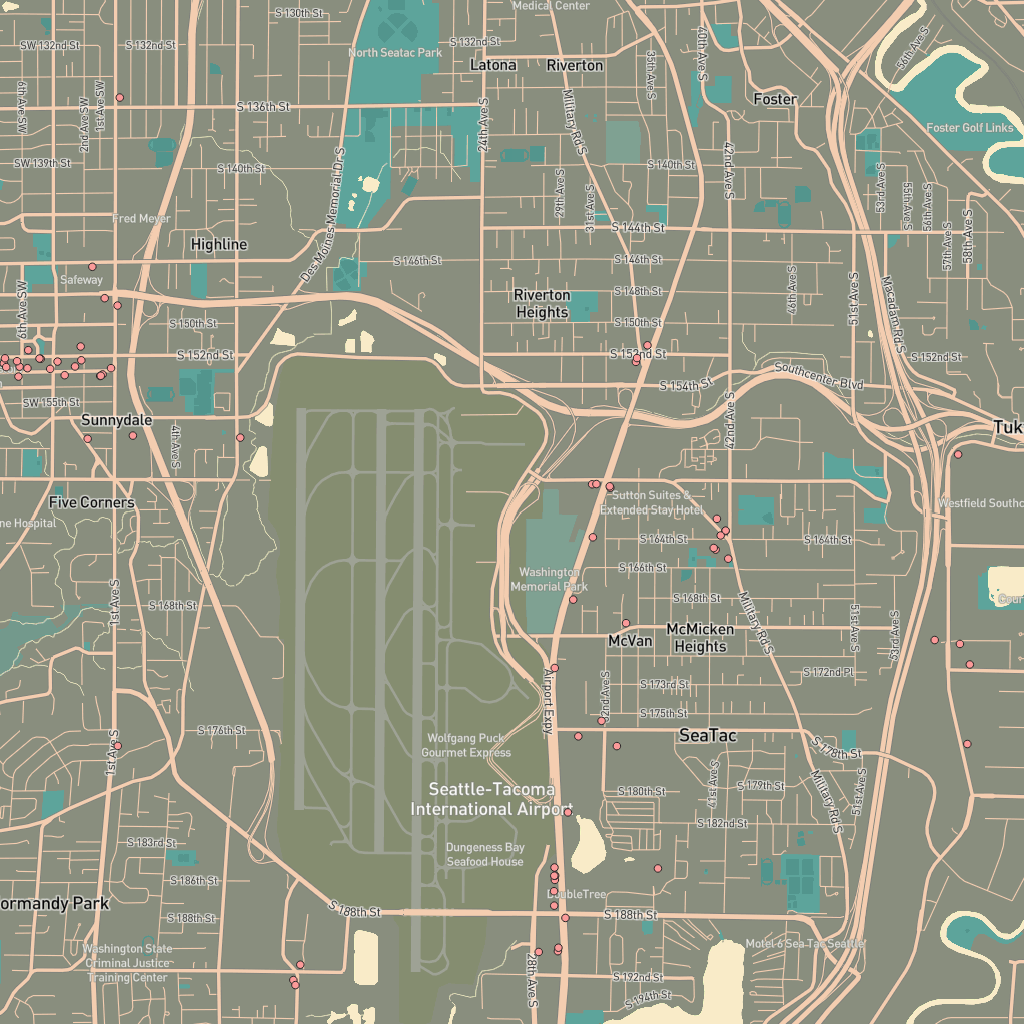 Medical Center
S 130th St
SW 132nd St
S 132nd St
North Seatac Park
S 132nd St
Latona
Riverton
35th Ave S
40th Ave S
56th Ave S
6th Ave SW
2nd Ave SW
1st Ave SW
S 136th St
24th Ave S
Military Rd S
Foster
Foster Golf Links
SW 139th St
S 140th St
Des Moines Memorial Dr S
S 140th St
42nd Ave S
29th Ave S
31st Ave S
53rd Ave S
55th Ave S
56th Ave S
57th Ave S
58th Ave S
Fred Meyer
Highline
S 144th St
S 146th St
S 146th St
46th Ave S
51st Ave S
Macadam Rd S
Safeway
6th Ave SW
Riverton
Heights
S 148th St
S 150th St
S 150th St
S 152nd St
S 152nd St
S 152nd St
S 154th St
Southcenter Blvd
SW 155th St
Sunnydale
4th Ave S
42nd Ave S
Tuk
Five Corners
Sutton Suites &
Extended Stay Hotel
Westfield Southc
ne Hospital
S 164th St
S 164th St
Washington
Memorial Park
S 166th St
1st Ave S
S 168th St
S 168th St
Military Rd S
51st Ave S
53rd Ave S
Cour
McVan
McMicken
Heights
S 172nd Pl
Airport Expy
32nd Ave S
S 173rd St
S 175th St
1st Ave S
S 176th St
Wolfgang Puck
Gourmet Express
SeaTac
S 178th St
Seattle-Tacoma
International Airport
S 180th St
41st Ave S
S 179th St
Military Rd S
51st Ave S
S 182nd St
S 183rd St
Dungeness Bay
Seafood House
S 186th St
DoubleTree
ormandy Park
S 188th St
S 188th St
S 188th St
Washington State
Criminal Justice
Training Center
Motel 6 Sea Tac Seattle
28th Ave S
S 192nd St
S 194th St